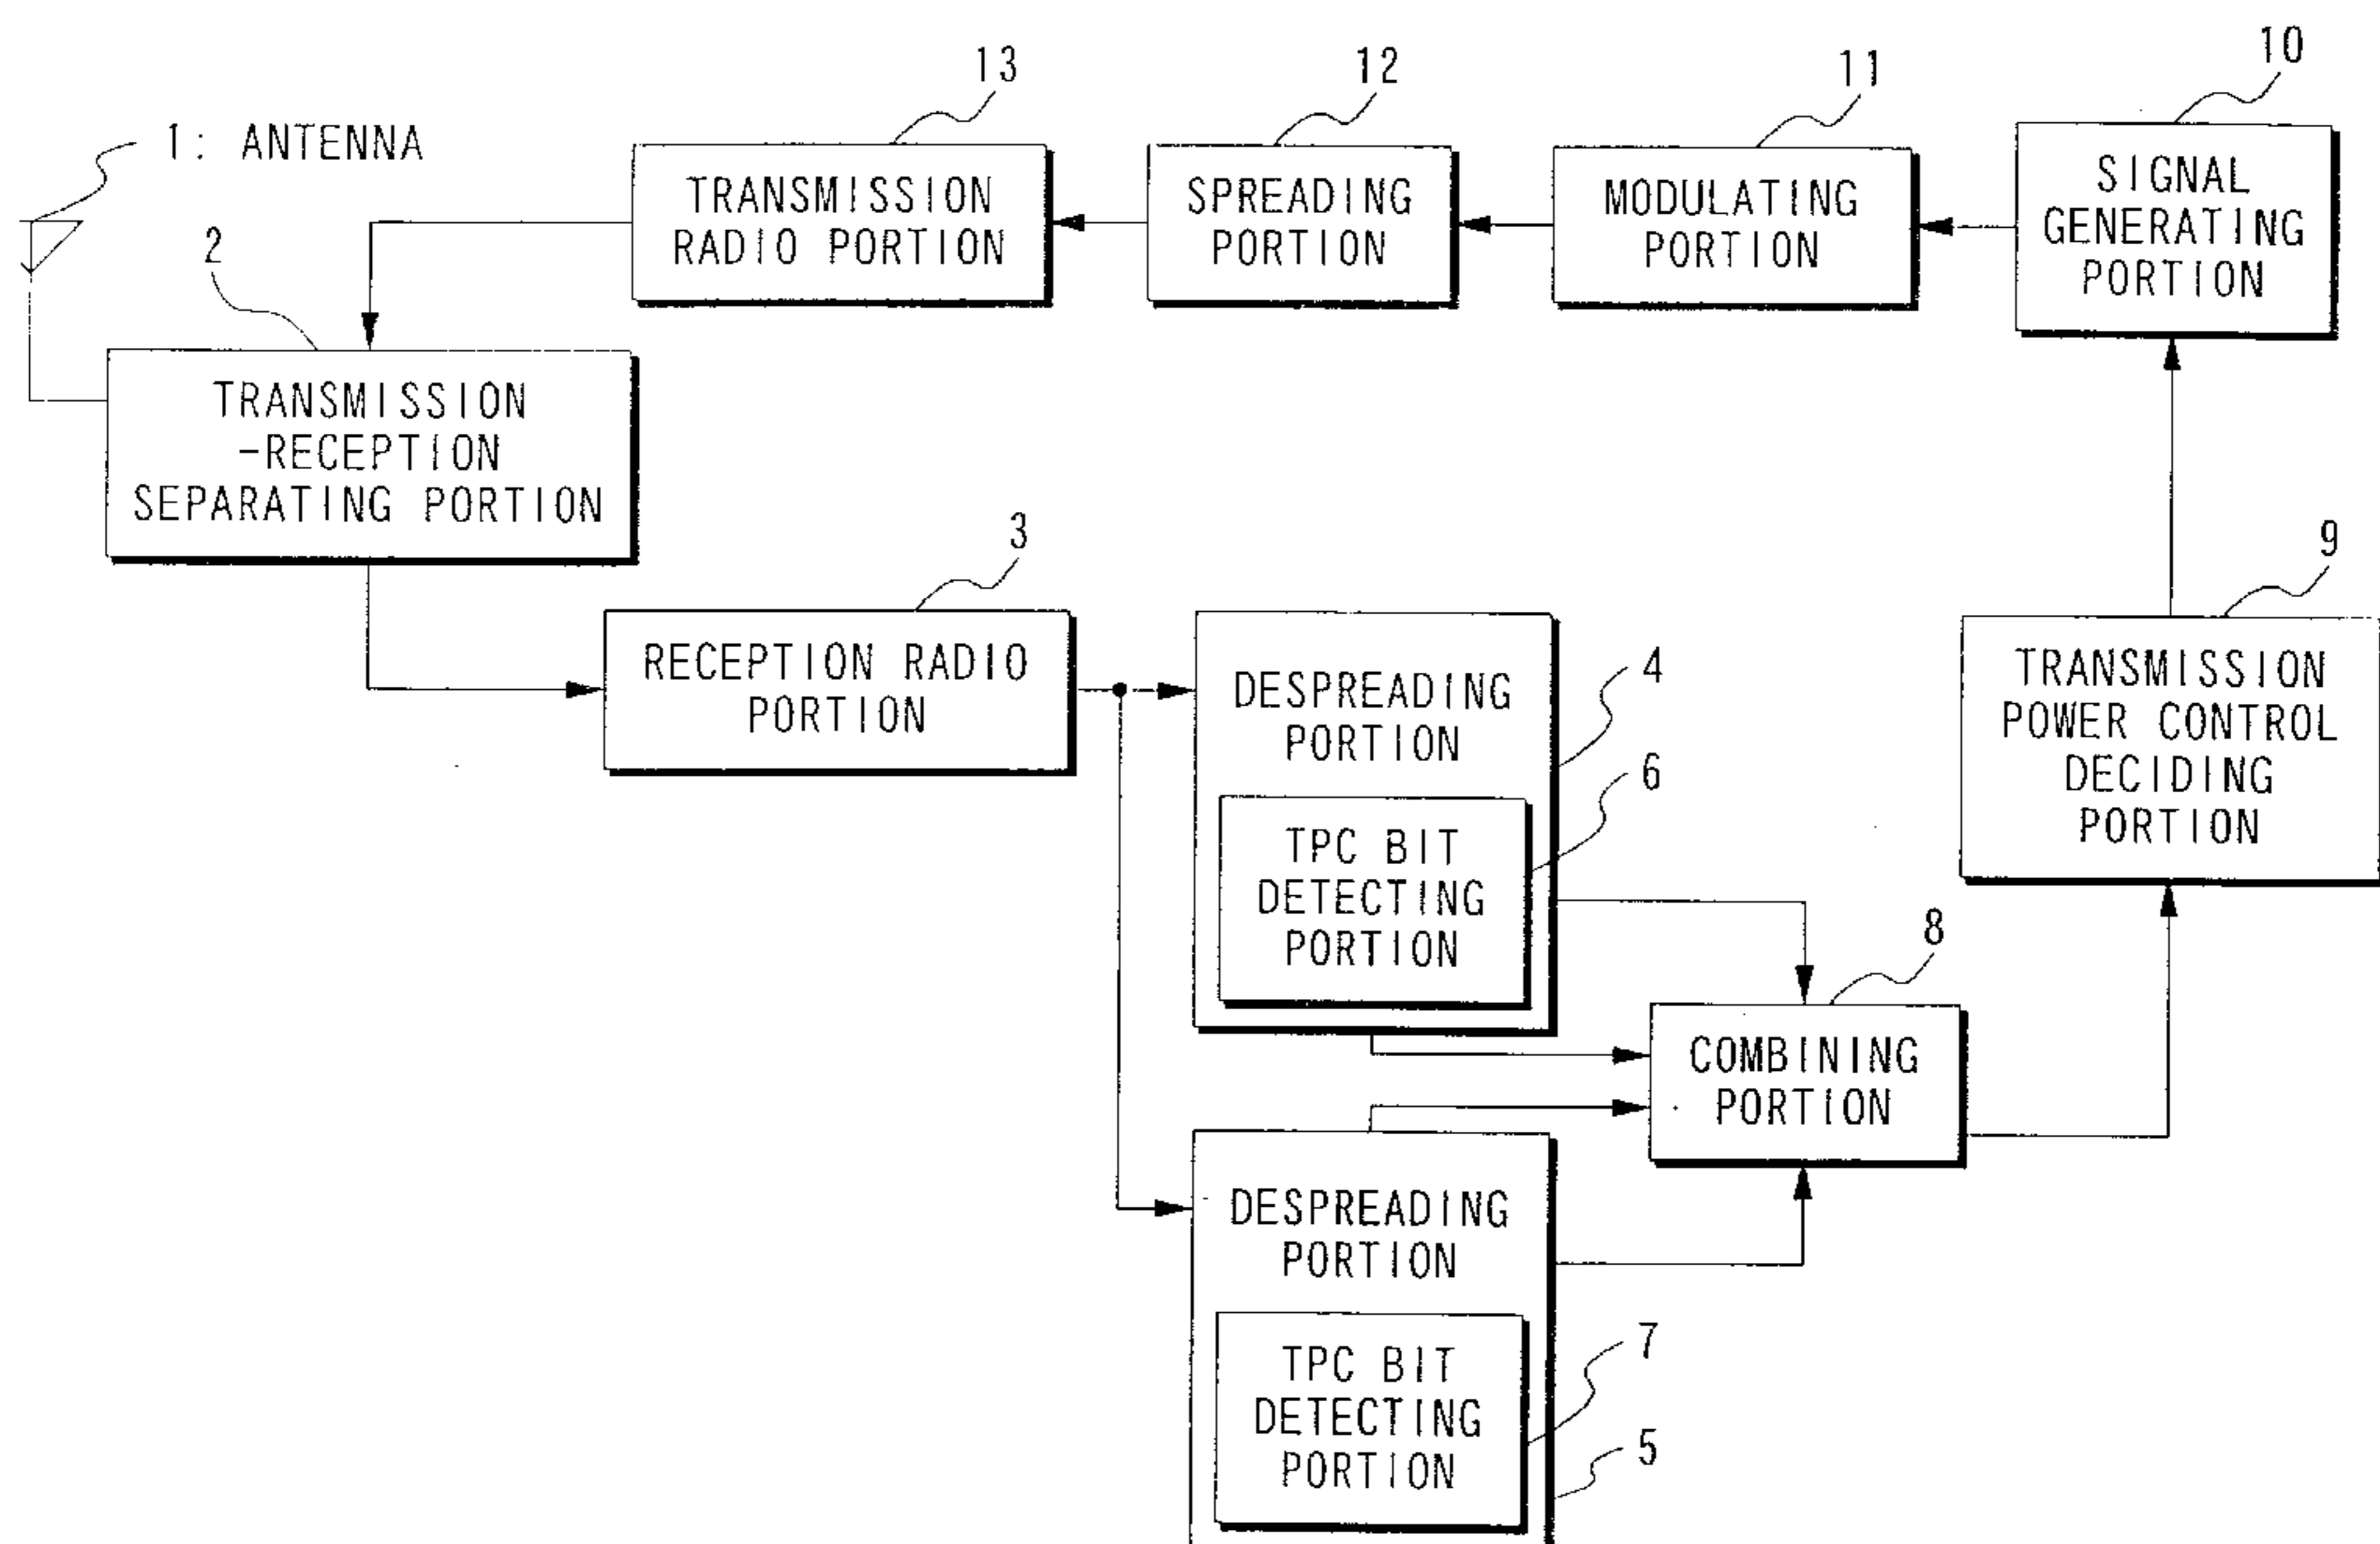 1: ANTENNA
13
TRANSMISSION
RADIO PORTION
12
SPREADING
PORTION
11
MODULATING
PORTION
10
SIGNAL
GENERATING
PORTION
2
TRANSMISSION
-RECEPTION
SEPARATING PORTION
3
RECEPTION RADIO
PORTION
4
DESPREADING
PORTION
6
TPC BIT
DETECTING
PORTION
9
TRANSMISSION
POWER CONTROL
DECIDING
PORTION
8
COMBINING
PORTION
DESPREADING
PORTION
7
TPC BIT
DETECTING
PORTION
5